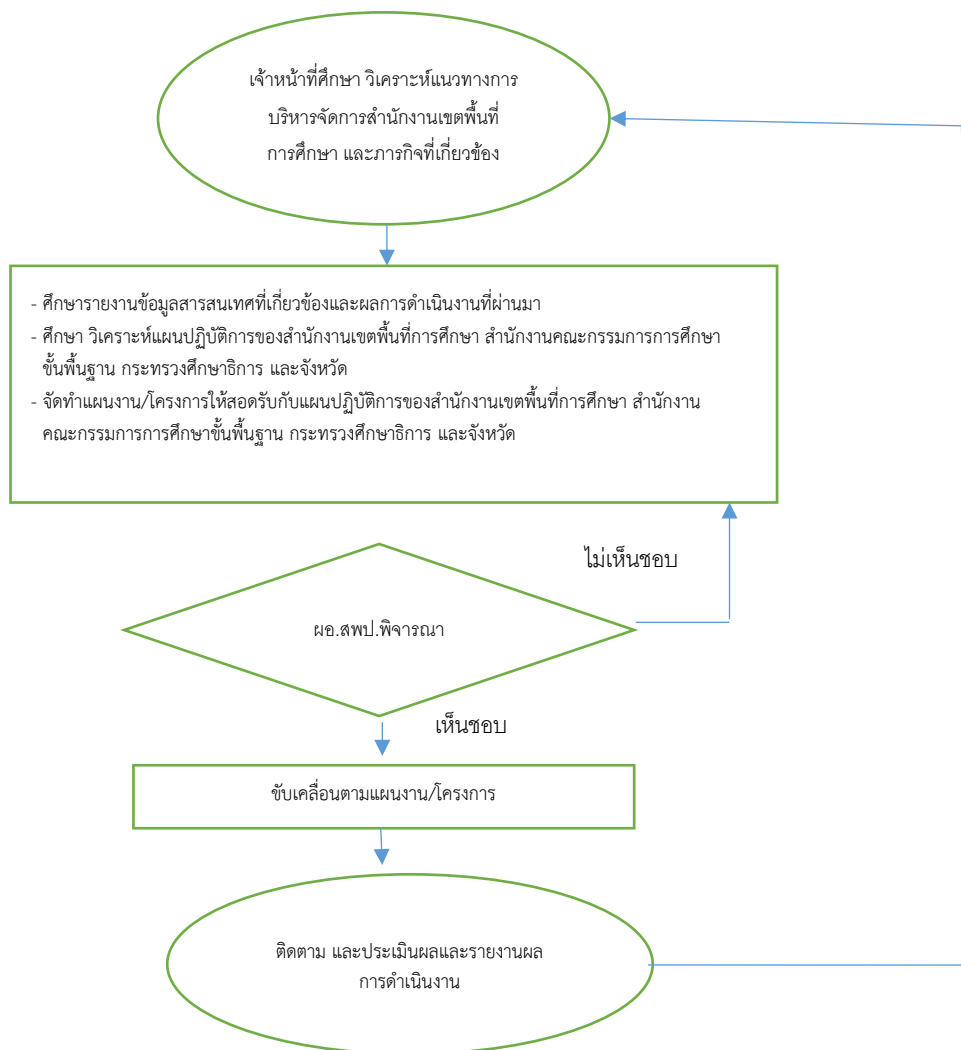 เจ้าหน้าที่ศึกษา วิเคราะห์แนวทางการ
บริหารจัดการสำนักงานเขตพื้นที่
การศึกษา และภารกิจที่เกี่ยวข้อง
- ศึกษารายงานข้อมูลสารสนเทศที่เกี่ยวข้องและผลการดำเนินงานที่ผ่านมา
- ศึกษา วิเคราะห์แผนปฏิบัติการของสำนักงานเขตพื้นที่การศึกษา สำนักงานคณะกรรมการการศึกษา
ขั้นพื้นฐาน กระทรวงศึกษาธิการ และจังหวัด
- จัดทำแผนงาน/โครงการให้สอดรับกับแผนปฏิบัติการของสำนักงานเขตพื้นที่การศึกษา สำนักงาน
คณะกรรมการการศึกษาขั้นพื้นฐาน กระทรวงศึกษาธิการ และจังหวัด
ไม่เห็นชอบ
ผอ.สพป.พิจารณา
เห็นชอบ
ขับเคลื่อนตามแผนงาน/โครงการ
ติดตาม และประเมินผลและรายงานผล
การดำเนินงาน